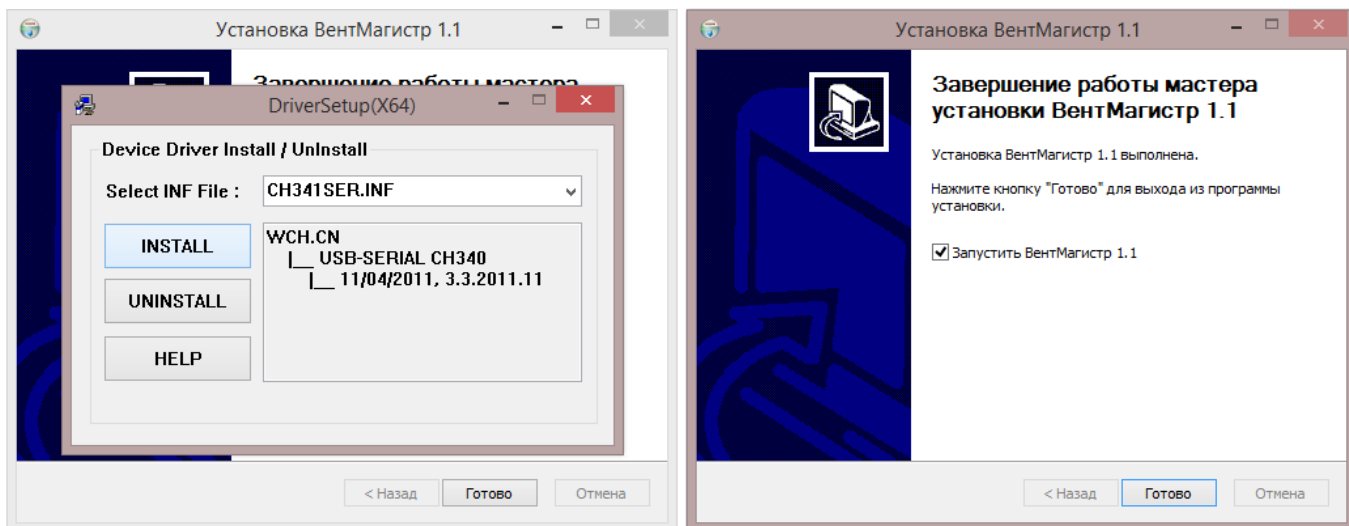 Установка ВентМагистр 1.1
Завершение работы мастера
DriverSetup(X64)
Device Driver Install / UnInstall
Select INF File :
CH341SER.INF
INSTALL
WCH.CN
|__ USB-SERIAL CH340
|__ 11/04/2011, 3.3.2011.11
UNINSTALL
HELP
< Назад
Готово
Отмена
Установка ВентМагистр 1.1
Завершение работы мастера
установки ВентМагистр 1.1
Установка ВентМагистр 1.1 выполнена.
Нажмите кнопку "Готово" для выхода из программы
установки.
Запустить ВентМагистр 1.1
< Назад
Готово
Отмена